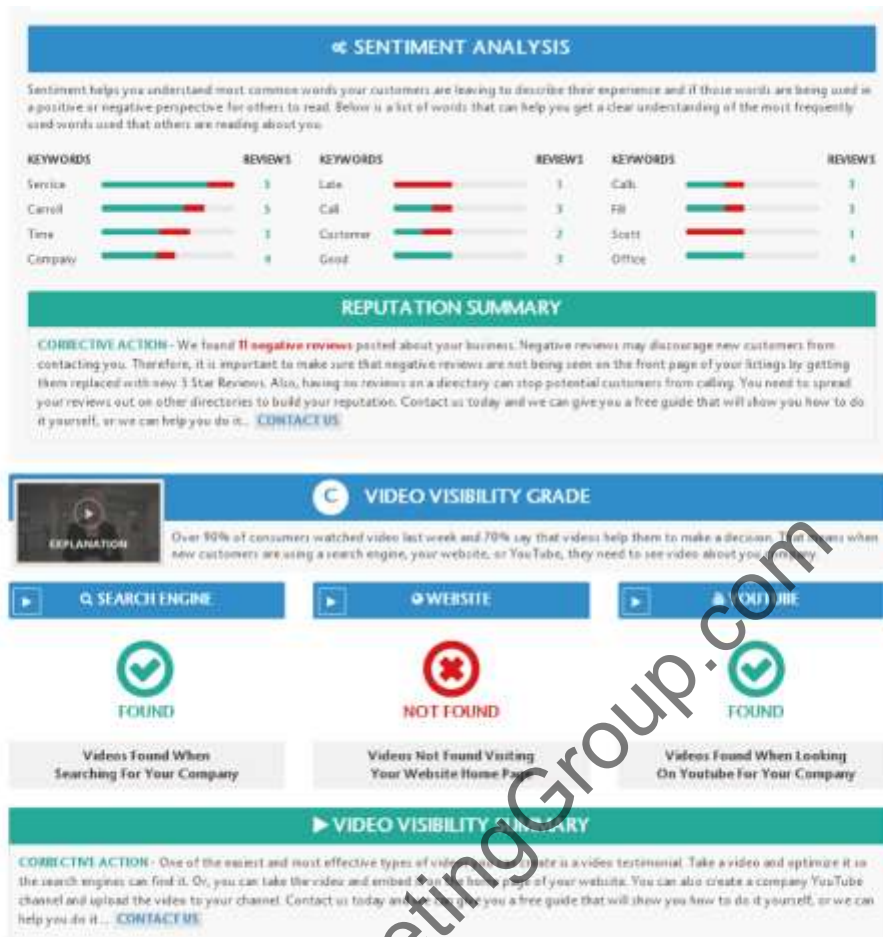 SENTIMENT ANALYSIS
Sentiment helps you understand most common words your customers are leaving to describe their experience and if those words are being used in
a positive or negative perspective for others to read. Below is a list of words that can help you get a clear understanding of the most frequently
used words used that others are reading about you.
KEYWORDS REVIEWS KEYWORDS REVIEWS KEYWORDS REVIEWS
Service Late 1 Calls
Carroll 5 Call 3 Fill
Time Customer 2 Scott 1
Company 4 Good 3 Office 4
REPUTATION SUMMARY
CORRECTIVE ACTION - We found 11 negative reviews posted about your business. Negative reviews may discourage new customers from
contacting you. Therefore, it is important to make sure that negative reviews are not being seen on the front page of your listings by getting
them replaced with new 5 Star Reviews. Also, having no reviews on a directory can stop potential customers from calling. You need to spread
your reviews out on other directories to build your reputation. Contact us today and we can give you a free guide that will show you how to do
it yourself, or we can help you do it... CONTACT US
C VIDEO VISIBILITY GRADE
EXPLANATION
Over 90% of consumers watched video last week and 70% say that videos help them to make a decision. That means when
new customers are using a search engine, your website, or YouTube, they need to see video about you company
SEARCH ENGINE WEBSITE YOUTUBE
FOUND NOT FOUND FOUND
Videos Found When Videos Not Found Visiting Videos Found When Looking
Searching For Your Company Your Website Home Page On Youtube For Your Company
VIDEO VISIBILITY SUMMARY
CORRECTIVE ACTION - One of the easiest and most effective types of video you can create is a video testimonial. Take a video and optimize it so
the search engines can find it. Or, you can take the video and embed it on the home page of your website. You can also create a company YouTube
channel and upload the video to your channel. Contact us today and we can give you a free guide that will show you how to do it yourself, or we can
help you do it... CONTACT US
etingGroup.com